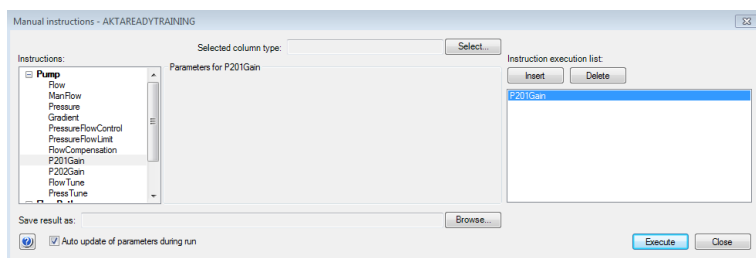 Manual instructions - AKTAREADYTRAINING
Selected column type:
Select...
Instructions:
Parameters for P201Gain
Instruction execution list:
Insert
Delete
Pump
Flow
ManFlow
Pressure
Gradient
PressureFlowControl
PressureFlowLimit
FlowCompensation
P201Gain
P202Gain
FlowTune
PressTune
P201Gain
Save result as:
Browse...
Auto update of parameters during run
Execute
Close